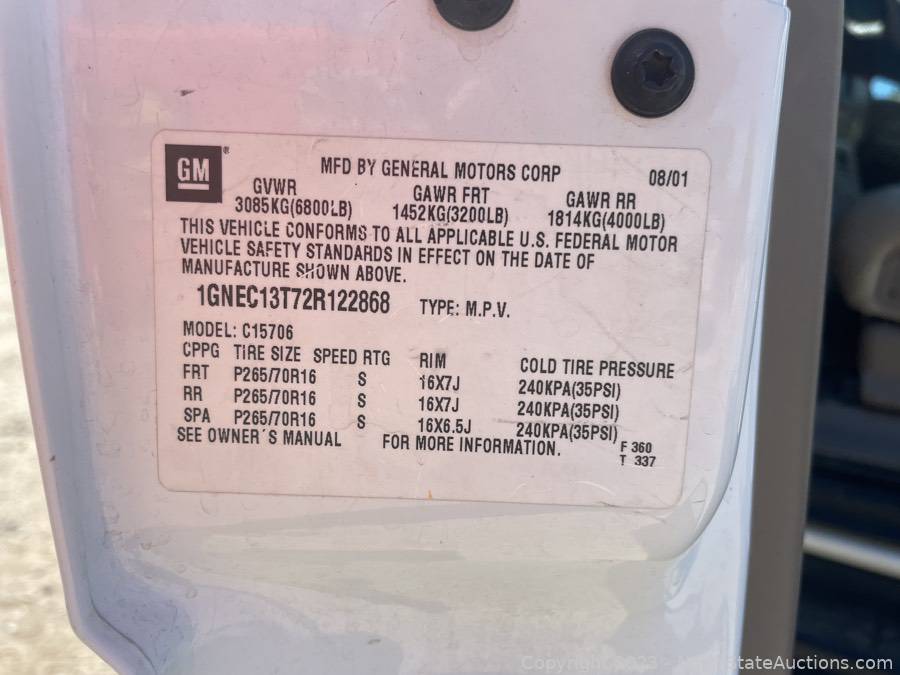 GM®
MFD BY GENERAL MOTORS CORP 08/01
GVWR GAWR FRT GAWR RR
3085KG(6800LB) 1452KG(3200LB) 1814KG(4000LB)
THIS VEHICLE CONFORMS TO ALL APPLICABLE U.S. FEDERAL MOTOR
VEHICLE SAFETY STANDARDS IN EFFECT ON THE DATE OF
MANUFACTURE SHOWN ABOVE.
1GNEC13T72R122868 TYPE: M.P.V.
MODEL: C15706
CPPG TIRE SIZE SPEED RTG RIM COLD TIRE PRESSURE
FRT P265/70R16 S 16X7J 240KPA(35PSI)
RR P265/70R16 S 16X7J 240KPA(35PSI)
SPA P265/70R16 S 16X6.5J 240KPA(35PSI)
SEE OWNER´S MANUAL FOR MORE INFORMATION.
F 360
T 337
Copyright 2023 StateAuctions.com